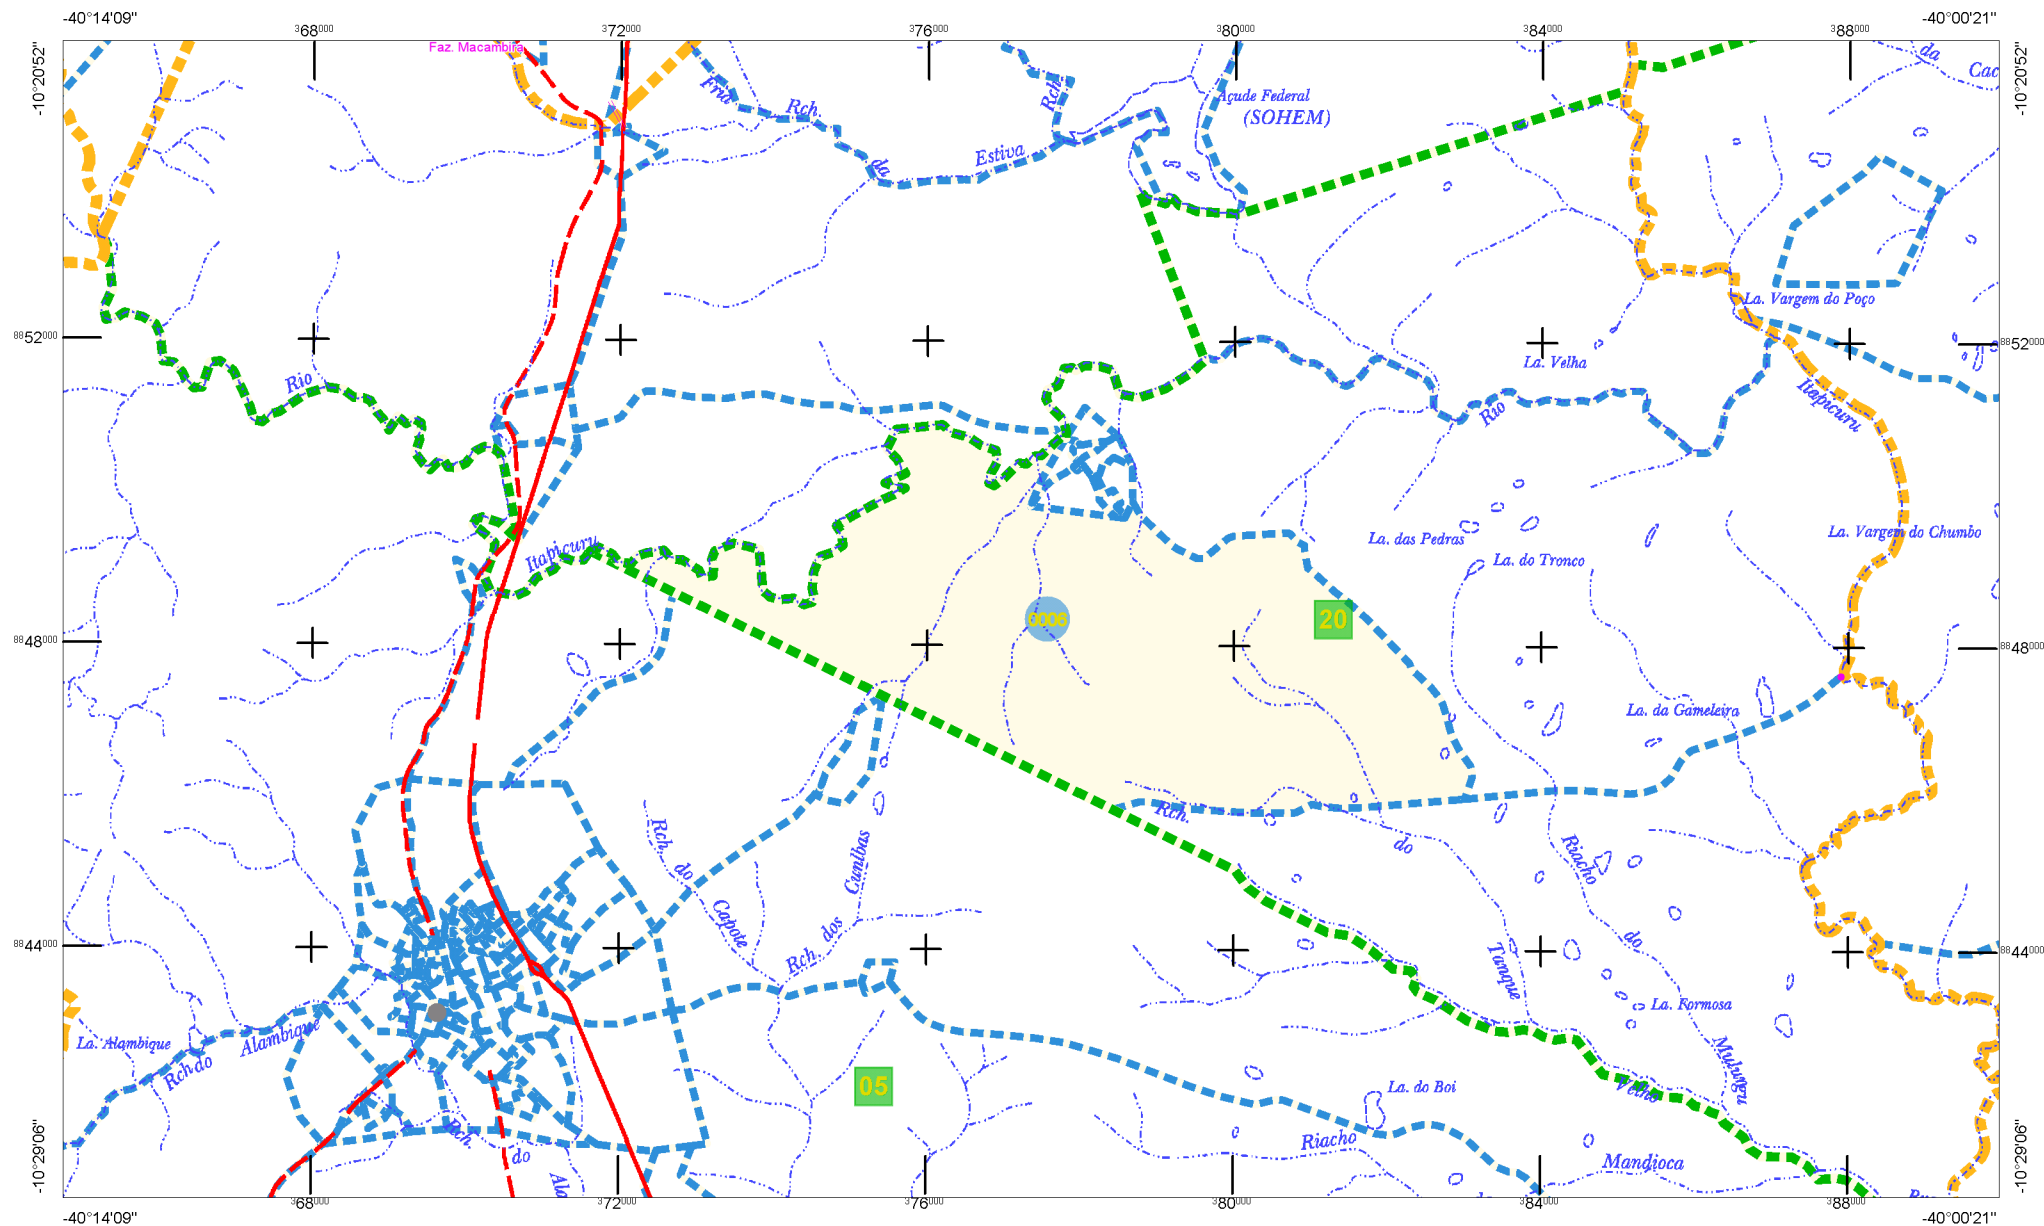 -40°14'09" -40°00'21"
368000 372000 376000 380000 384000 388000
-10°20'52" -10°20'52"
Faz. Macambira
da
Cac
Fria
Rch.
Rch.
Açude Federal
(SOHEM)
Estiva
da
La. Vargem do Poço
8852000 8852000
Rio
La. Velha
Itapicuru
Rio
La. Vargem do Chumbo
La. das Pedras
Itapicuru
La. do Tronco
0006
20
8848000 8848000
La. da Gameleira
Rch.
Rch.
do
do
Riacho
Cunibas
Capote
8844000 8844000
Rch. dos
do
Tanque
La. Formosa
Alambique
La. Alambique
Rch do
Mulungu
05
La. do Boi
Velho
Rch.
do
Riacho
Mandioca
Ala
-10°29'06" -10°29'06"
368000 372000 376000 380000 384000 388000
-40°14'09" -40°00'21"